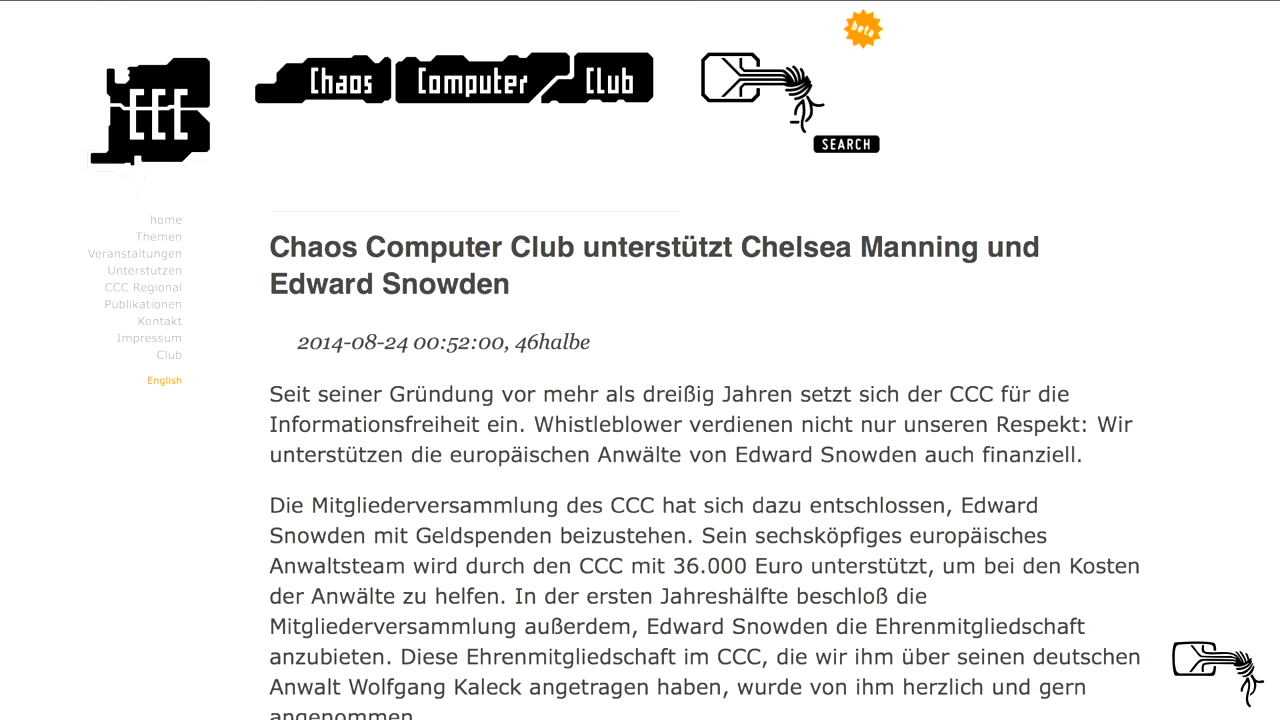 beta
CCC
Chaos Computer Club
SEARCH
home
Themen
Veranstaltungen
Unterstutzen
CCC Regional
Publikationen
Kontakt
Impressum
Club
English
Chaos Computer Club unterstützt Chelsea Manning und
Edward Snowden
2014-08-24 00:52:00, 46halbe
Seit seiner Gründung vor mehr als dreißig Jahren setzt sich der CCC für die
Informationsfreiheit ein. Whistleblower verdienen nicht nur unseren Respekt: Wir
unterstützen die europäischen Anwälte von Edward Snowden auch finanziell.
Die Mitgliederversammlung des CCC hat sich dazu entschlossen, Edward
Snowden mit Geldspenden beizustehen. Sein sechsköpfiges europäisches
Anwaltsteam wird durch den CCC mit 36.000 Euro unterstützt, um bei den Kosten
der Anwälte zu helfen. In der ersten Jahreshälfte beschloß die
Mitgliederversammlung außerdem, Edward Snowden die Ehrenmitgliedschaft
anzubieten. Diese Ehrenmitgliedschaft im CCC, die wir ihm über seinen deutschen
Anwalt Wolfgang Kaleck angetragen haben, wurde von ihm herzlich und gern
angenommen